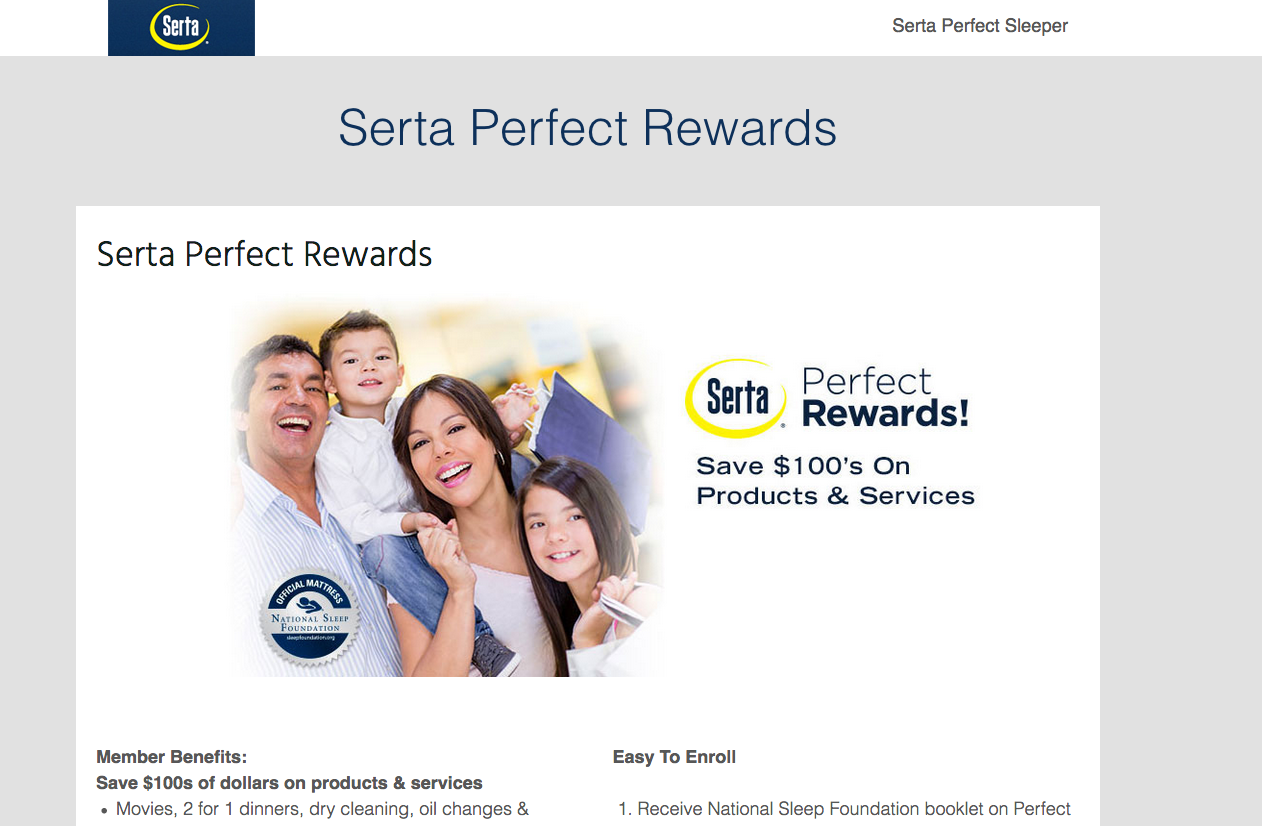 Serta
Serta Perfect Sleeper
Serta Perfect Rewards
Serta Perfect Rewards
Serta® Perfect
Rewards!
Save $100's On
Products & Services
OFFICIAL MATTRESS
NATIONAL SLEEP
FOUNDATION
sleepfoundation.org
Member Benefits:
Save $100s of dollars on products & services
• Movies, 2 for 1 dinners, dry cleaning, oil changes &
Easy To Enroll
1. Receive National Sleep Foundation booklet on Perfect